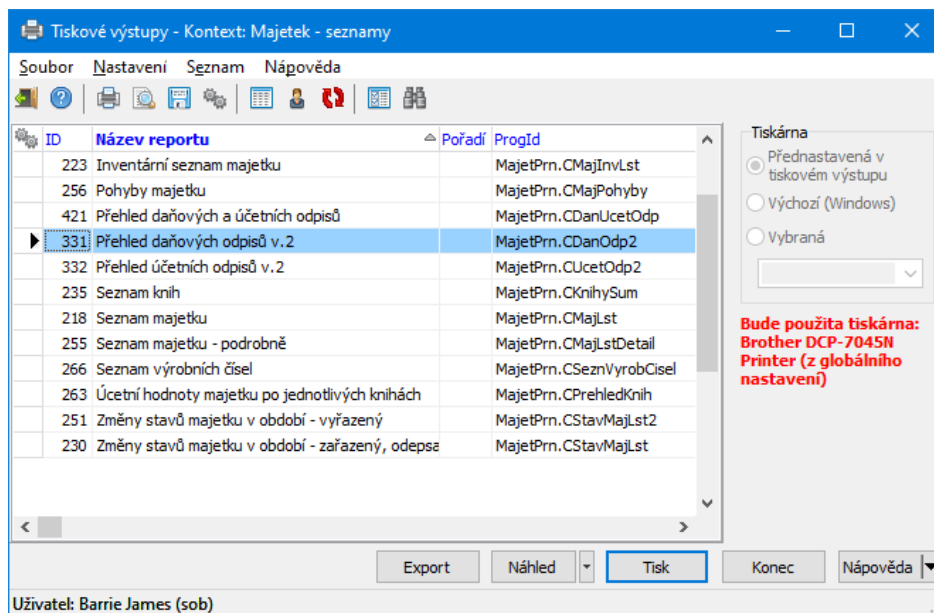 Tiskové výstupy - Kontext: Majetek - seznamy
Soubor Nastavení Seznam Nápověda
ID Název reportu Pořadí ProgId
223 Inventární seznam majetku MajetPrn.CMajInvLst
256 Pohyby majetku MajetPrn.CMajPohyby
421 Přehled daňových a účetních odpisů MajetPrn.CDanUcetOdp
331 Přehled daňových odpisů v.2 MajetPrn.CDanOdp2
332 Přehled účetních odpisů v.2 MajetPrn.CUcetOdp2
235 Seznam knih MajetPrn.CKnihySum
218 Seznam majetku MajetPrn.CMajLst
255 Seznam majetku - podrobně MajetPrn.CMajLstDetail
266 Seznam výrobních čísel MajetPrn.CSeznVyrobCisel
263 Účetní hodnoty majetku po jednotlivých knihách MajetPrn.CPrehledKnih
251 Změny stavů majetku v období - vyřazený MajetPrn.CStavMajLst2
230 Změny stavů majetku v období - zařazený, odepsa MajetPrn.CStavMajLst
Tiskárna
Přednastavená v
tiskovém výstupu
Výchozí (Windows)
Vybraná
Bude použita tiskárna:
Brother DCP-7045N
Printer (z globálního
nastavení)
Export Náhled Tisk Konec Nápověda
Uživatel: Barrie James (sob)